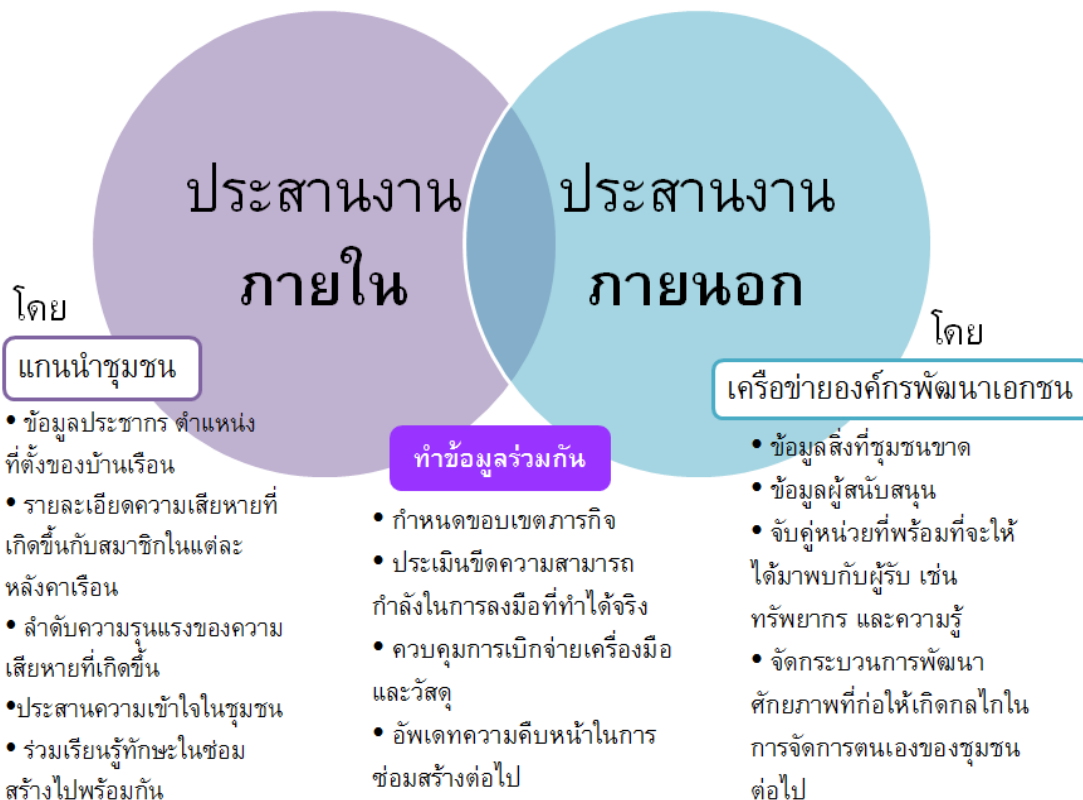 ประสานงาน
ภายใน
ประสานงาน
ภายนอก
โดย
แกนนำชุมชน
• ข้อมูลประชากร ตำแหน่ง
ที่ตั้งของบ้านเรือน
• รายละเอียดความเสียหายที่
เกิดขึ้นกับสมาชิกในแต่ละ
หลังคาเรือน
• ลำดับความรุนแรงของความ
เสียหายที่เกิดขึ้น
•ประสานความเข้าใจในชุมชน
• ร่วมเรียนรู้ทักษะในซ่อม
สร้างไปพร้อมกัน
ทำข้อมูลร่วมกัน
• กำหนดขอบเขตภารกิจ
• ประเมินขีดความสามารถ
กำลังในการลงมือที่ทำได้จริง
• ควบคุมการเบิกจ่ายเครื่องมือ
และวัสดุ
• อัพเดทความคืบหน้าในการ
ซ่อมสร้างต่อไป
โดย
เครือข่ายองค์กรพัฒนาเอกชน
• ข้อมูลสิ่งที่ชุมชนขาด
• ข้อมูลผู้สนับสนุน
• จับคู่หน่วยที่พร้อมที่จะให้
ได้มาพบกับผู้รับ เช่น
ทรัพยากร และความรู้
• จัดกระบวนการพัฒนา
ศักยภาพที่ก่อให้เกิดกลไกใน
การจัดการตนเองของชุมชน
ต่อไป